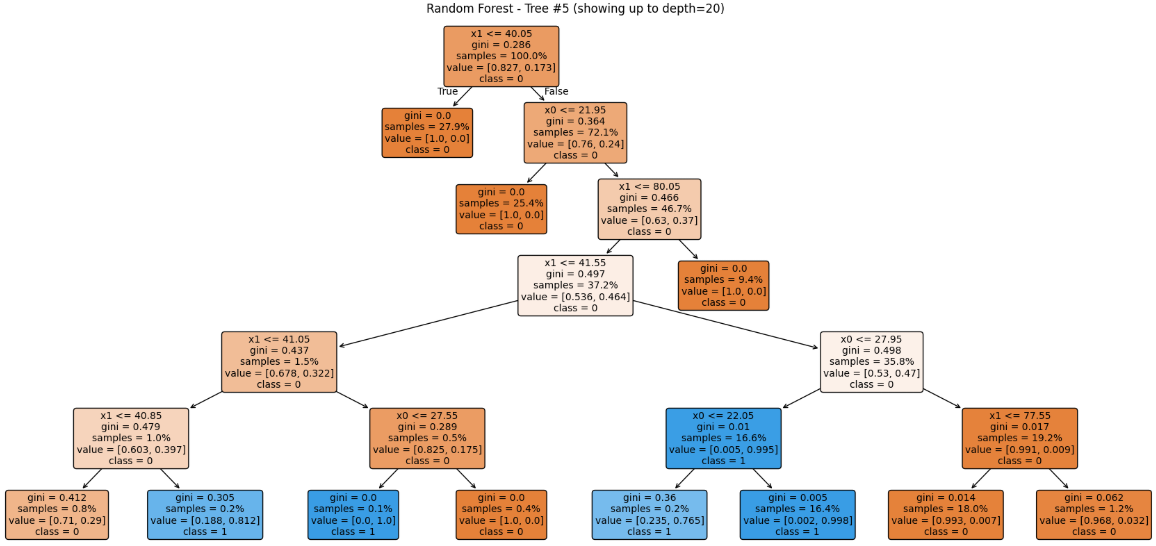 Random Forest - Tree #5 (showing up to depth=20)
x1 <= 40.05
gini = 0.286
samples = 100.0%
value = [0.827, 0.173]
class = 0
True
False
gini = 0.0
samples = 27.9%
value = [1.0, 0.0]
class = 0
x0 <= 21.95
gini = 0.364
samples = 72.1%
value = [0.76, 0.24]
class = 0
gini = 0.0
samples = 25.4%
value = [1.0, 0.0]
class = 0
x1 <= 80.05
gini = 0.466
samples = 46.7%
value = [0.63, 0.37]
class = 0
x1 <= 41.55
gini = 0.497
samples = 37.2%
value = [0.536, 0.464]
class = 0
gini = 0.0
samples = 9.4%
value = [1.0, 0.0]
class = 0
x1 <= 41.05
gini = 0.437
samples = 1.5%
value = [0.678, 0.322]
class = 0
x0 <= 27.95
gini = 0.498
samples = 35.8%
value = [0.53, 0.47]
class = 0
x1 <= 40.85
gini = 0.479
samples = 1.0%
value = [0.603, 0.397]
class = 0
x0 <= 27.55
gini = 0.289
samples = 0.5%
value = [0.825, 0.175]
class = 0
x0 <= 22.05
gini = 0.01
samples = 16.6%
value = [0.005, 0.995]
class = 1
x1 <= 77.55
gini = 0.017
samples = 19.2%
value = [0.991, 0.009]
class = 0
gini = 0.412
samples = 0.8%
value = [0.71, 0.29]
class = 0
gini = 0.305
samples = 0.2%
value = [0.188, 0.812]
class = 1
gini = 0.0
samples = 0.1%
value = [0.0, 1.0]
class = 1
gini = 0.0
samples = 0.4%
value = [1.0, 0.0]
class = 0
gini = 0.36
samples = 0.2%
value = [0.235, 0.765]
class = 1
gini = 0.005
samples = 16.4%
value = [0.002, 0.998]
class = 1
gini = 0.014
samples = 18.0%
value = [0.993, 0.007]
class = 0
gini = 0.062
samples = 1.2%
value = [0.968, 0.032]
class = 0